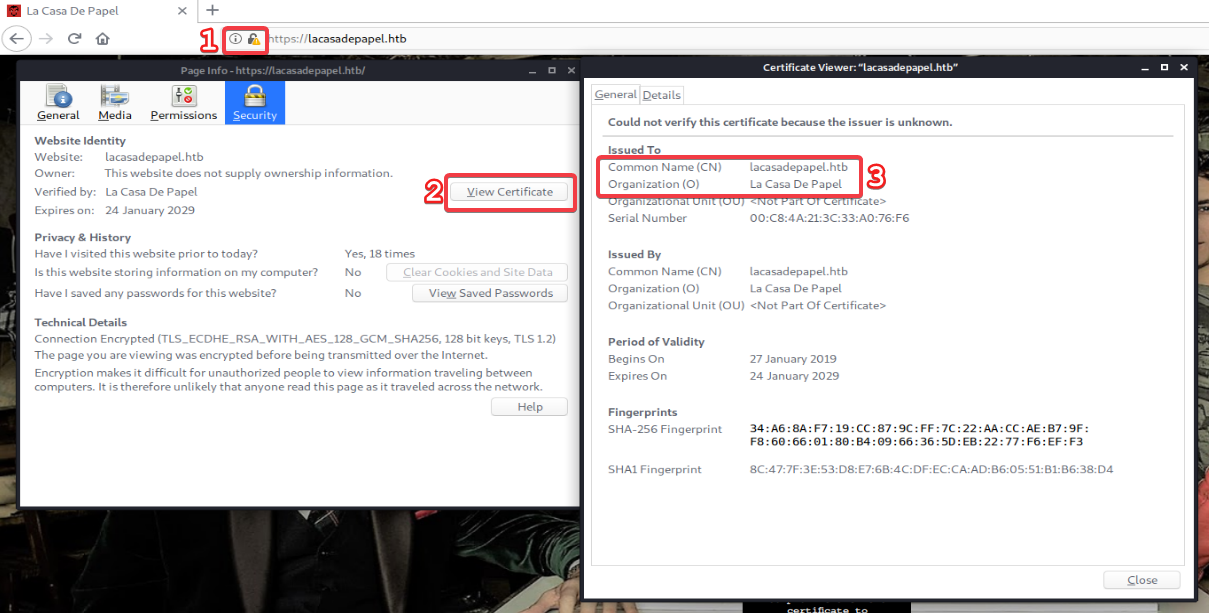 La Casa De Papel
1
https://lacasadepapel.htb
Page Info - https://lacasadepapel.htb/
General
Media
Permissions
Security
Website Identity
Website: lacasadepapel.htb
Owner: This website does not supply ownership information.
Verified by: La Casa De Papel
2
View Certificate
Expires on: 24 January 2029
Privacy & History
Have I visited this website prior to today? Yes, 18 times
Is this website storing information on my computer? No
Clear Cookies and Site Data
Have I saved any passwords for this website? No
View Saved Passwords
Technical Details
Connection Encrypted (TLS_ECDHE_RSA_WITH_AES_128_GCM_SHA256, 128 bit keys, TLS 1.2)
The page you are viewing was encrypted before being transmitted over the Internet.
Encryption makes it difficult for unauthorized people to view information traveling between
computers. It is therefore unlikely that anyone read this page as it traveled across the network.
Help
Certificate Viewer: "lacasadepapel.htb"
General
Details
Could not verify this certificate because the issuer is unknown.
Issued To
Common Name (CN) lacasadepapel.htb
Organization (O) La Casa De Papel
3
Organizational Unit (OU) <Not Part Of Certificate>
Serial Number 00:C8:4A:21:3C:33:A0:76:F6
Issued By
Common Name (CN) lacasadepapel.htb
Organization (O) La Casa De Papel
Organizational Unit (OU) <Not Part Of Certificate>
Period of Validity
Begins On 27 January 2019
Expires On 24 January 2029
Fingerprints
SHA-256 Fingerprint 34:A6:8A:F7:19:CC:87:9C:FF:7C:22:AA:CC:AE:B7:9F:
F8:60:66:01:80:B4:09:66:36:5D:EB:22:77:F6:EF:F3
SHA1 Fingerprint 8C:47:7F:3E:53:D8:E7:6B:4C:DF:EC:CA:AD:B6:05:51:B1:B6:38:D4
Close
certificate to